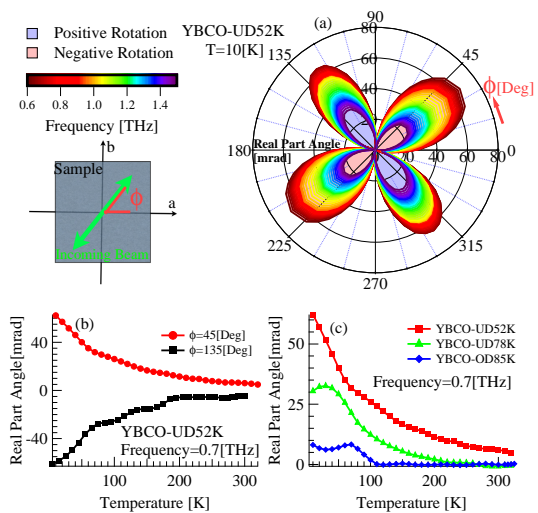 Positive Rotation
Negative Rotation
0.6 1.0 1.2 1.4
Frequency [THz]
YBCO-UD52K
T=10[K]
(a)
90
80
60
40
20
135
45
ϕ[Deg]
Real Part Angle
[mrad]
180
20 40 60 80 0
225
315
270
Sample
b
a
ϕ
Incoming Beam
(b)
ϕ=45[Deg]
ϕ=135[Deg]
Real Part Angle[mrad]
40
0
-40
YBCO-UD52K
Frequency=0.7[THz]
100 200 300
Temperature [K]
(c)
YBCO-UD52K
YBCO-UD78K
YBCO-OD85K
Frequency=0.7[THz]
Real Part Angle[mrad]
50
25
0
0 100 200 300
Temperature [K]